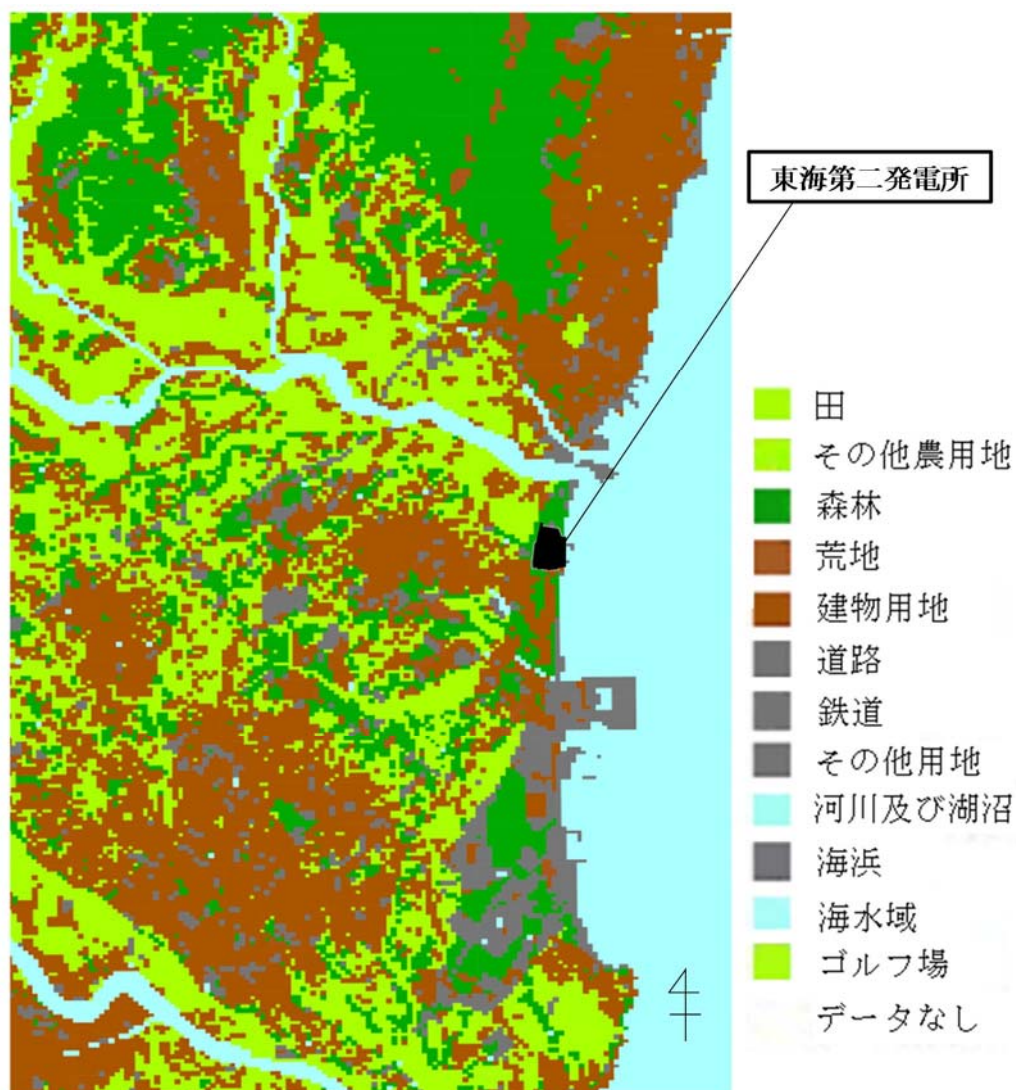 東海第二発電所
田
その他農用地
森林
荒地
建物用地
道路
鉄道
その他用地
河川及び湖沼
海浜
海水域
ゴルフ場
データなし